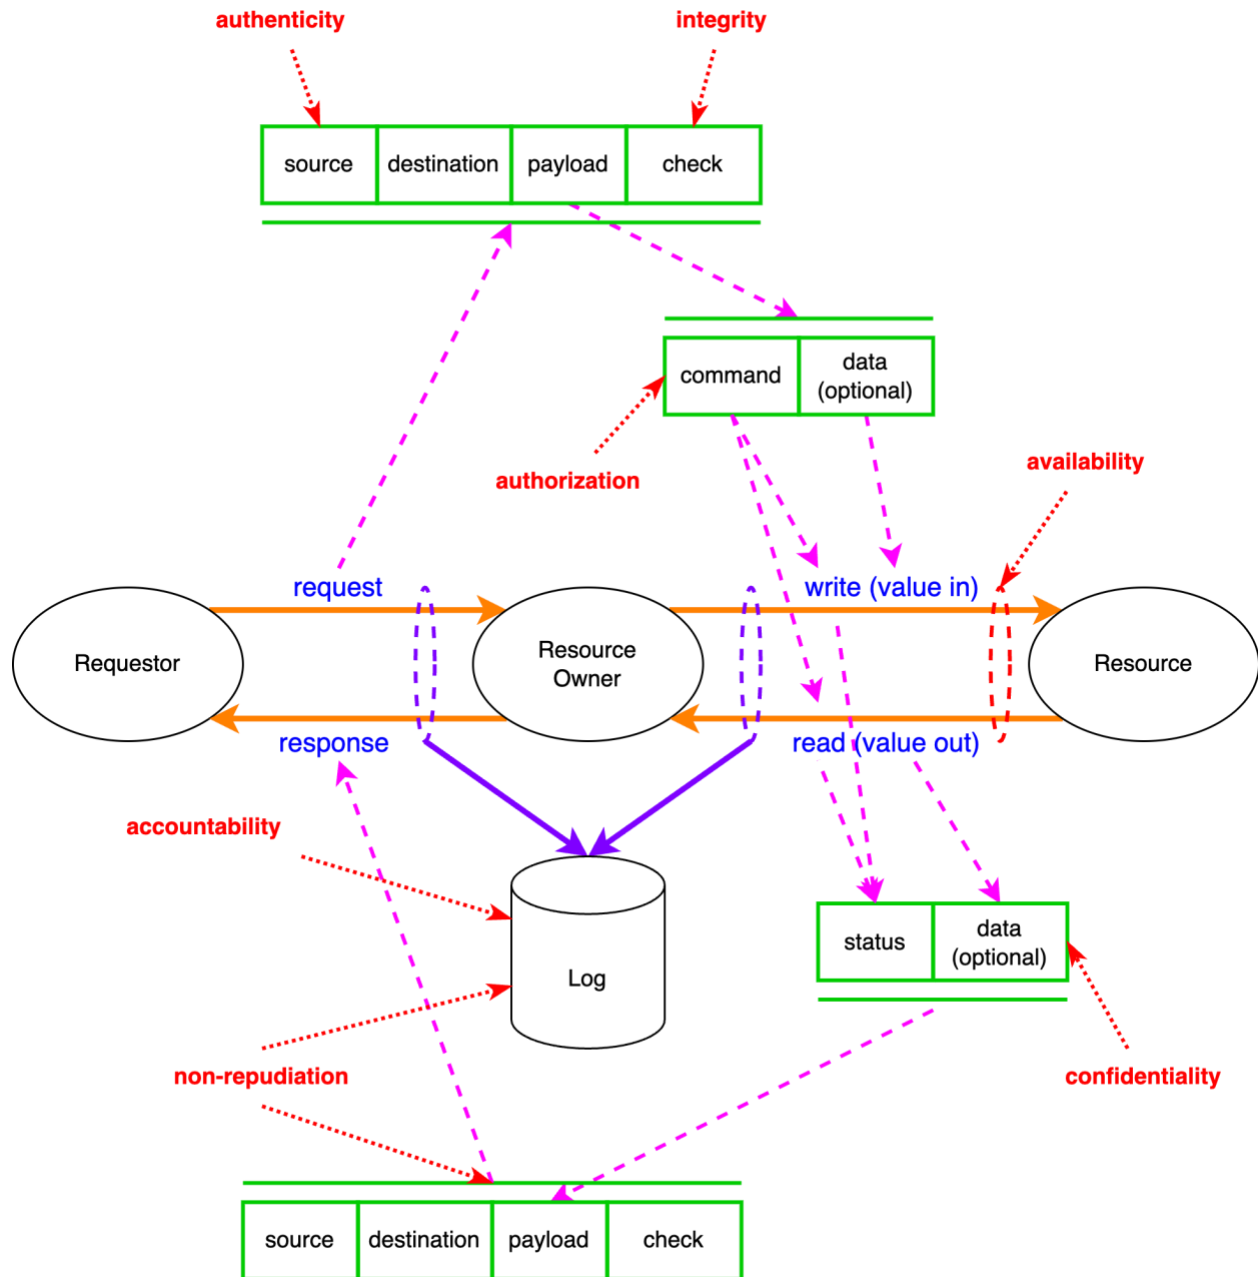 authenticity
integrity
source
destination
payload
check
command
data
(optional)
authorization
availability
request
write (value in)
Requestor
Resource
Owner
Resource
response
read (value out)
accountability
status
data
(optional)
Log
non-repudiation
confidentiality
source
destination
payload
check